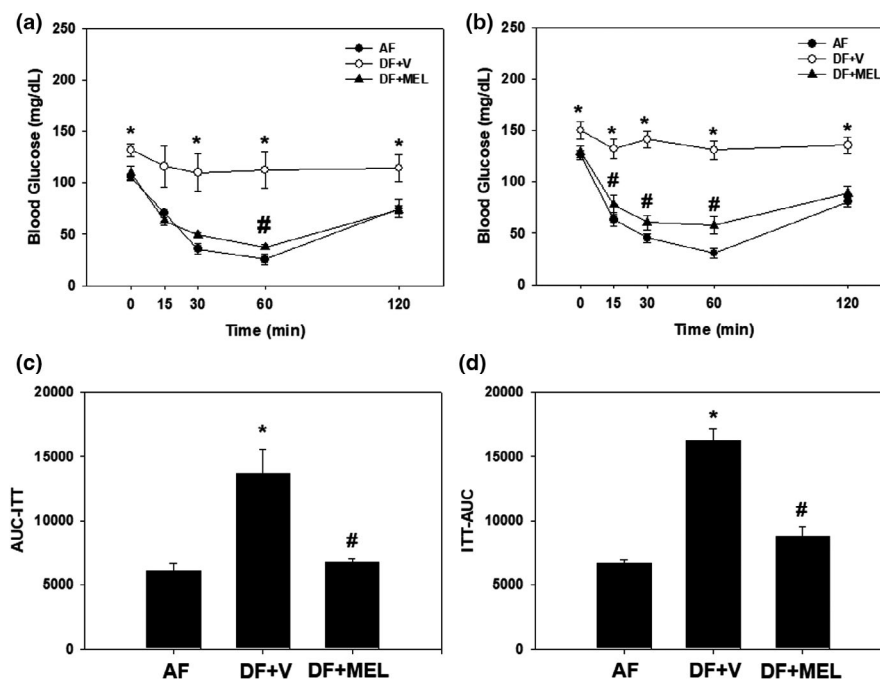 (a)
250
200
150
100
50
0
Blood Glucose (mg/dL)
AF
DF+V
DF+MEL
*
*
*
*
#
0 15 30 60 120
Time (min)
(b)
250
200
150
100
50
0
Blood Glucose (mg/dL)
AF
DF+V
DF+MEL
*
*
*
*
*
#
#
#
0 15 30 60 120
Time (min)
(c)
20000
15000
10000
5000
0
AUC-ITT
*
#
AF DF+V DF+MEL
(d)
20000
15000
10000
5000
0
ITT-AUC
*
#
AF DF+V DF+MEL